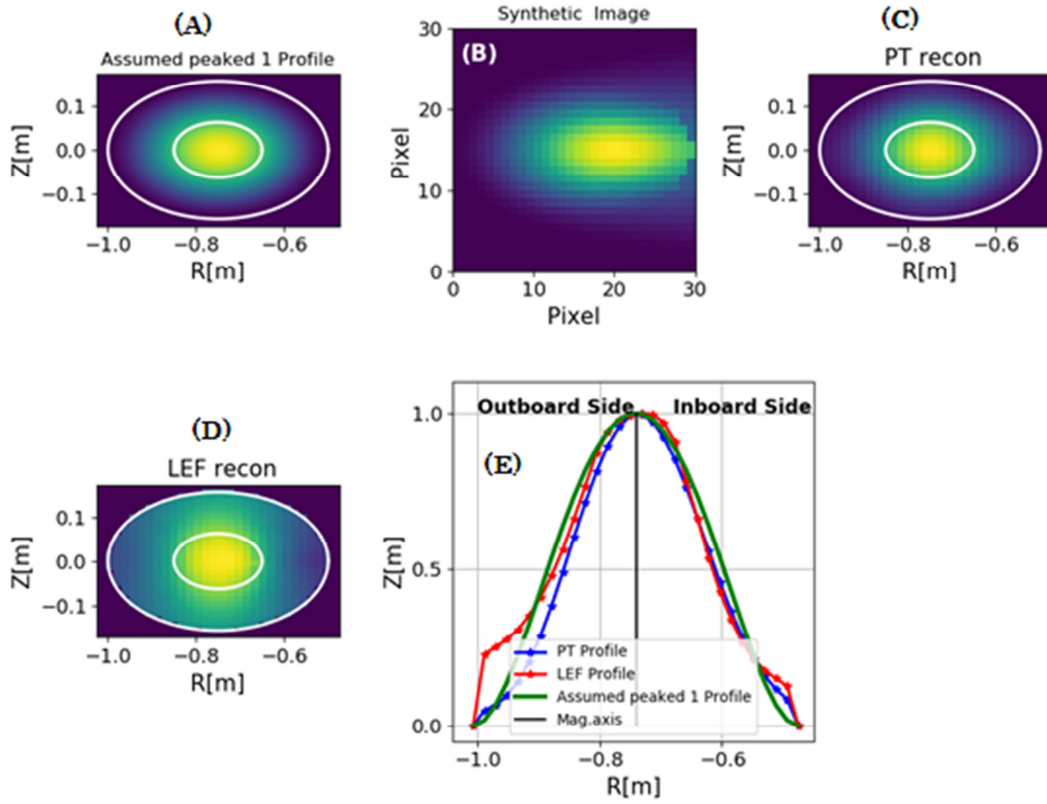 (A)
Assumed peaked 1 Profile
0.1
0.0
−0.1
Z[m]
−1.0 −0.8 −0.6
R[m]
Synthetic Image
(B)
30
20
10
0
Pixel
0 10 20 30
Pixel
(C)
PT recon
0.1
0.0
−0.1
Z[m]
−1.0 −0.8 −0.6
R[m]
(D)
LEF recon
0.1
0.0
−0.1
Z[m]
−1.0 −0.8 −0.6
R[m]
Outboard Side Inboard Side
(E)
1.0
0.5
0.0
Z[m]
PT Profile
LEF Profile
Assumed peaked 1 Profile
Mag.axis
−1.0 −0.8 −0.6
R[m]